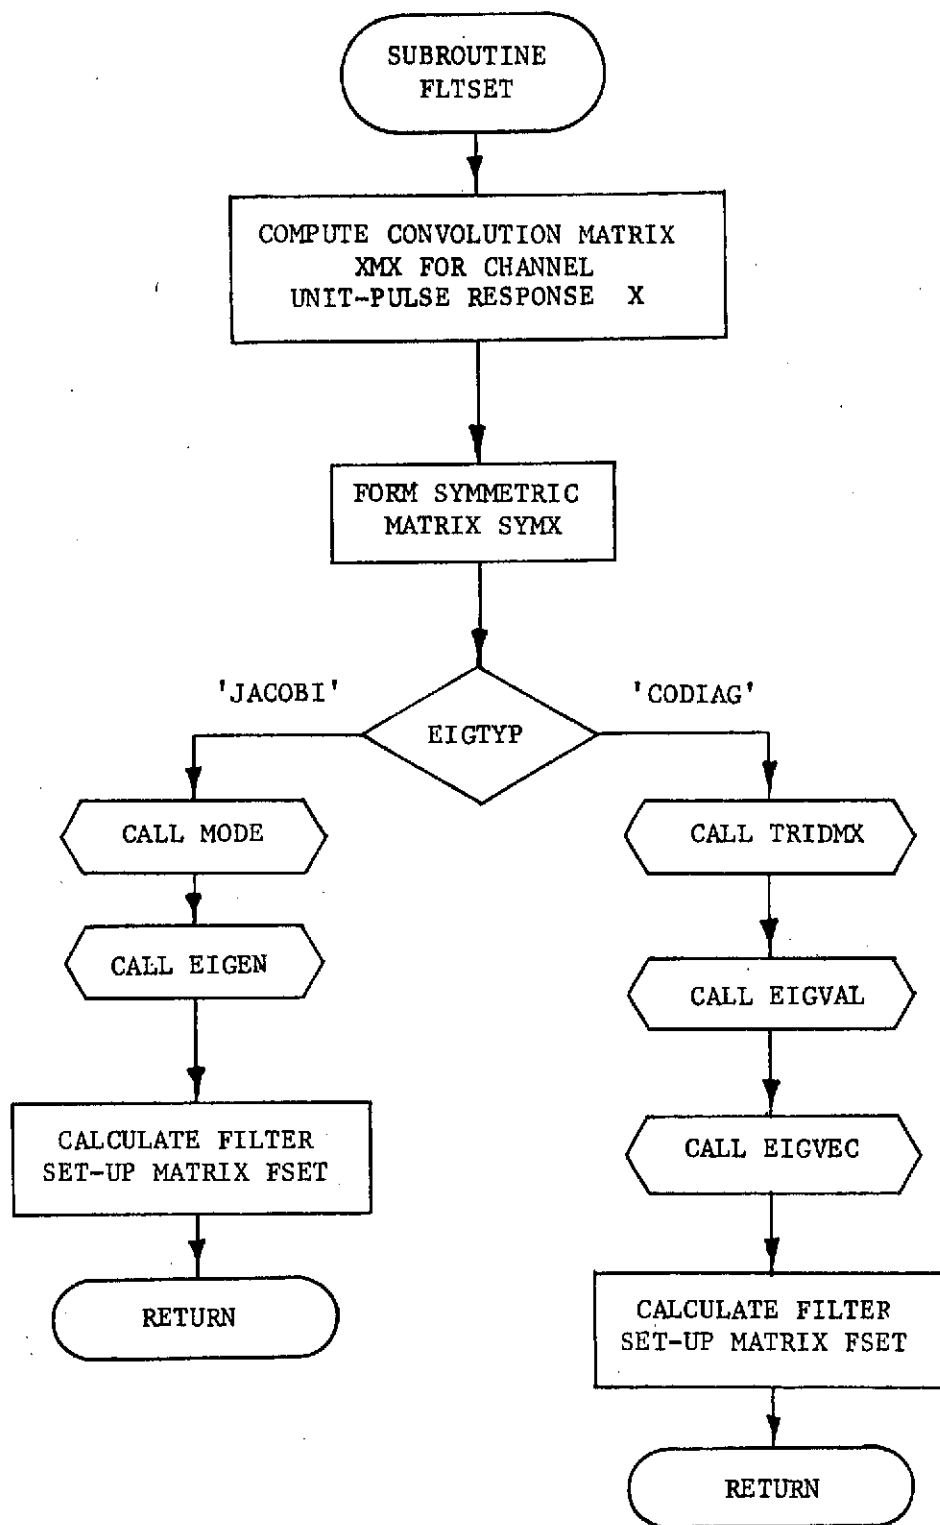 SUBROUTINE
FLTSET
COMPUTE CONVOLUTION MATRIX
XMX FOR CHANNEL
UNIT-PULSE RESPONSE X
FORM SYMMETRIC
MATRIX SYMX
'JACOBI'
EIGTYP
'CODIAG'
CALL MODE
CALL EIGEN
CALCULATE FILTER
SET-UP MATRIX FSET
RETURN
CALL TRIDMX
CALL EIGVAL
CALL EIGVEC
CALCULATE FILTER
SET-UP MATRIX FSET
RETURN